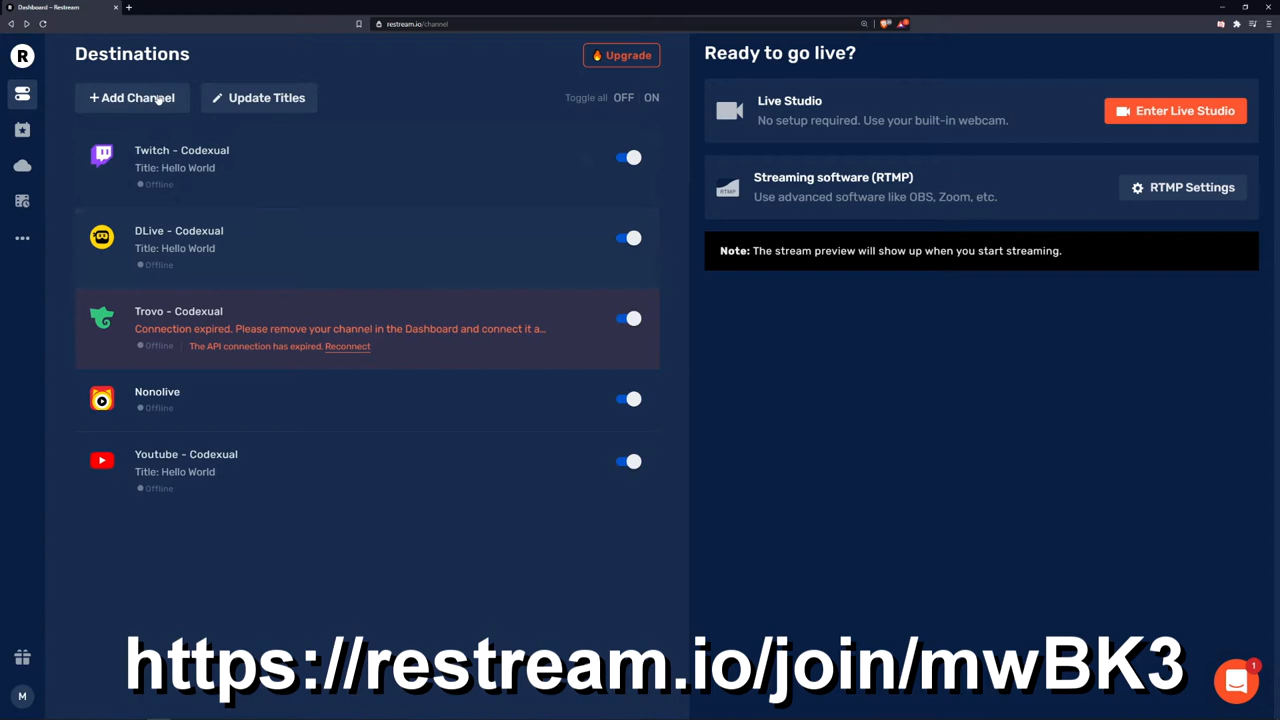 Dashboard – Restream
restream.io/channel
R
Destinations
Upgrade
+ Add Channel
Update Titles
Toggle all OFF ON
Twitch - Codexual
Title: Hello World
Offline
DLive - Codexual
Title: Hello World
Offline
Trovo - Codexual
Connection expired. Please remove your channel in the Dashboard and connect it a...
Offline The API connection has expired. Reconnect
Nonolive
Offline
Youtube - Codexual
Title: Hello World
Offline
Ready to go live?
Live Studio
No setup required. Use your built-in webcam.
Enter Live Studio
RTMP
Streaming software (RTMP)
Use advanced software like OBS, Zoom, etc.
RTMP Settings
Note: The stream preview will show up when you start streaming.
https://restream.io/join/mwBK3
M
1